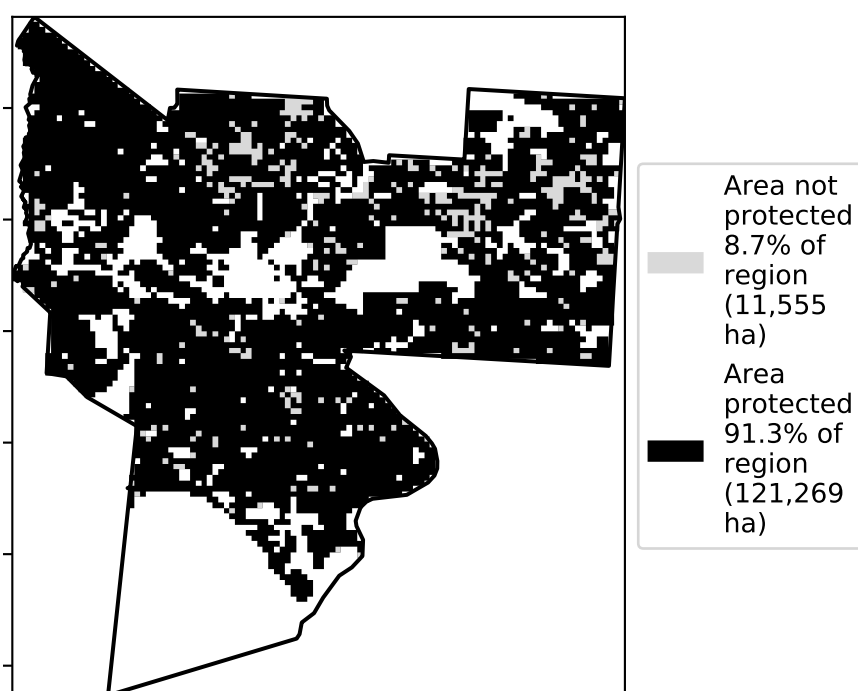 Area not
protected
8.7% of
region
(11,555
ha)
Area
protected
91.3% of
region
(121,269
ha)